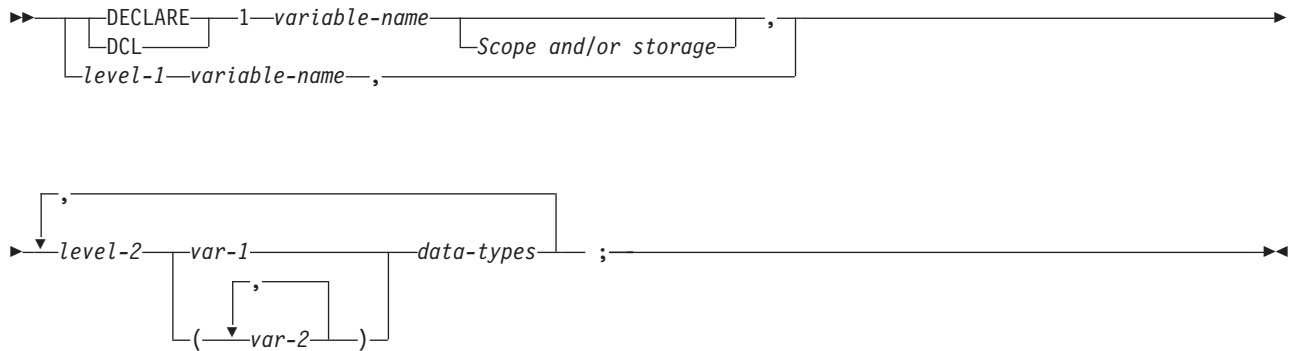 DECLARE 1 variable-name ,
DCL Scope and/or storage
level-1 variable-name ,
,
level-2 var-1 data-types ;
,
( var-2 )